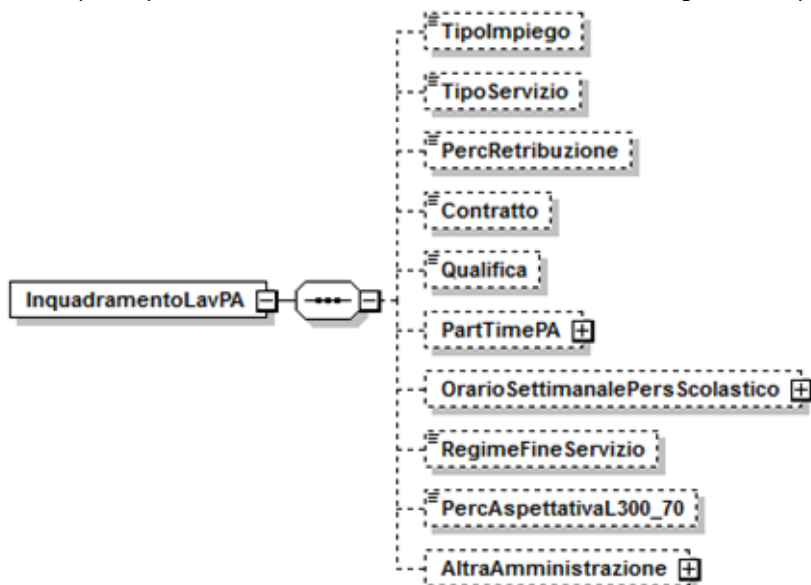 TipoImpiego
TipoServizio
PercRetribuzione
Contratto
Qualifica
InquadramentoLavPA
PartTimePA
OrarioSettimanalePersScolastico
RegimeFineServizio
PercAspettativaL300_70
AltraAmministrazione